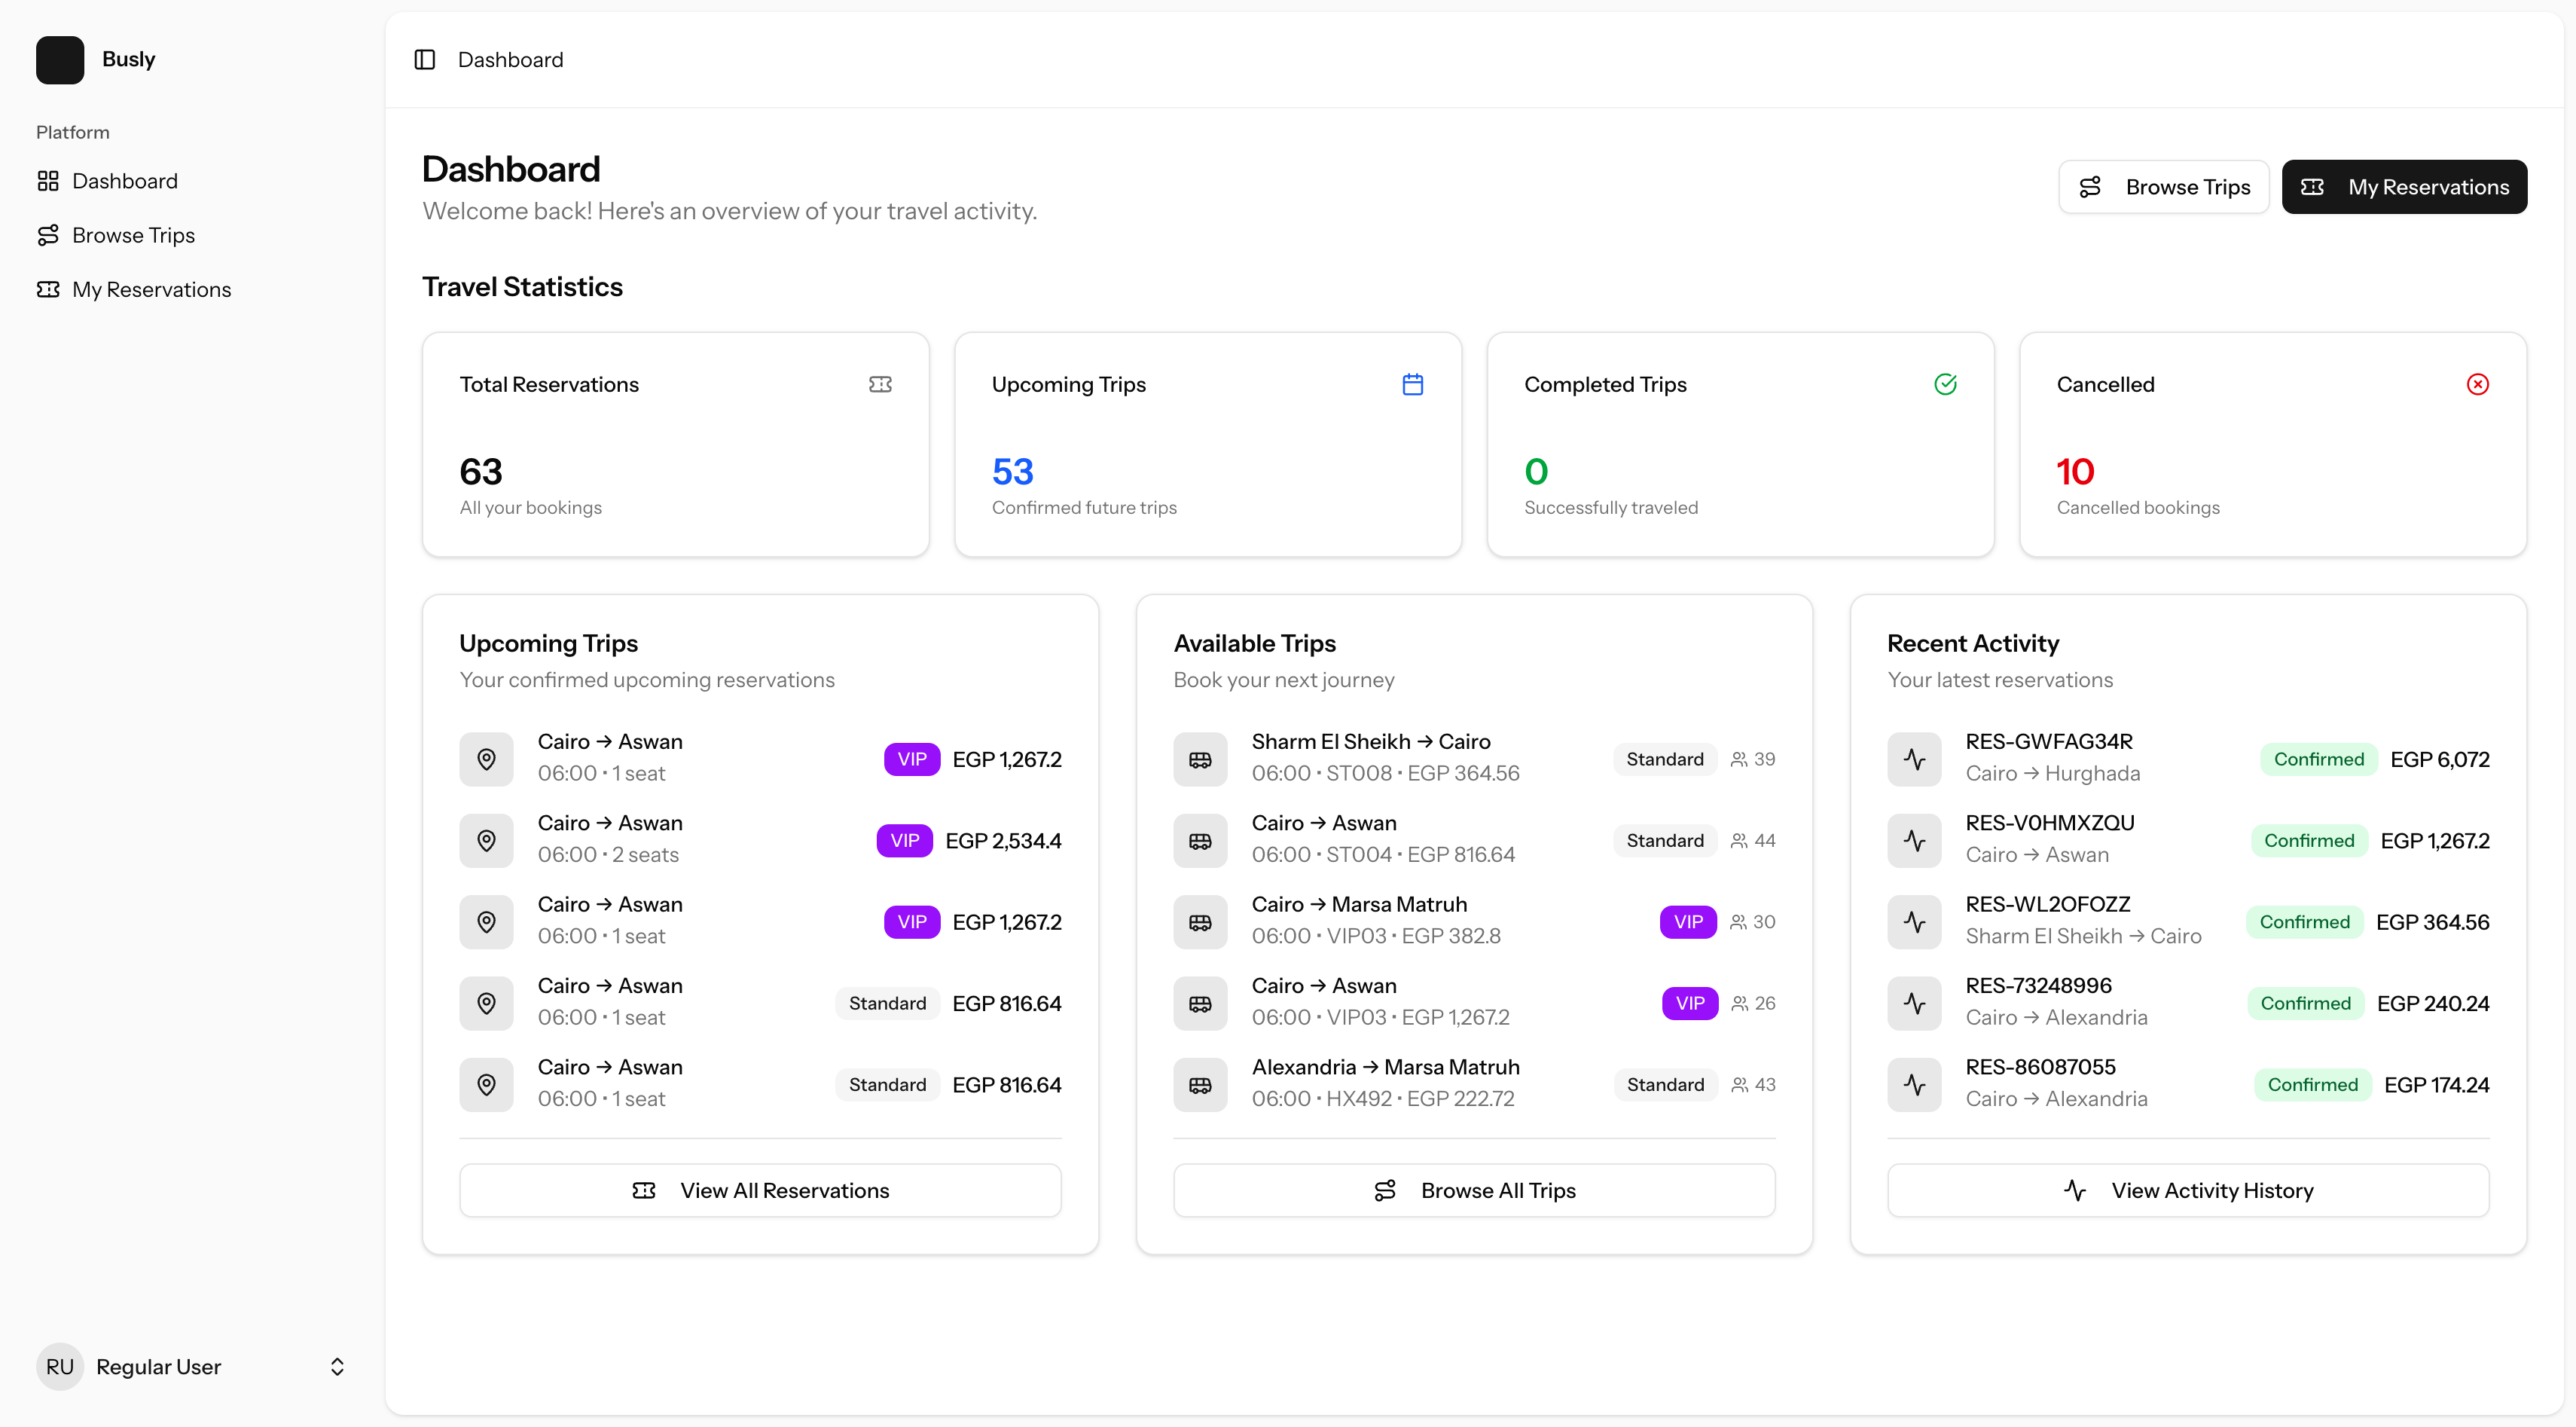 Busly
Platform
Dashboard
Browse Trips
My Reservations
RU Regular User
Dashboard
Dashboard
Welcome back! Here's an overview of your travel activity.
Browse Trips
My Reservations
Travel Statistics
Total Reservations
63
All your bookings
Upcoming Trips
53
Confirmed future trips
Completed Trips
0
Successfully traveled
Cancelled
10
Cancelled bookings
Upcoming Trips
Your confirmed upcoming reservations
Cairo → Aswan
06:00 • 1 seat
VIP EGP 1,267.2
Cairo → Aswan
06:00 • 2 seats
VIP EGP 2,534.4
Cairo → Aswan
06:00 • 1 seat
VIP EGP 1,267.2
Cairo → Aswan
06:00 • 1 seat
Standard EGP 816.64
Cairo → Aswan
06:00 • 1 seat
Standard EGP 816.64
View All Reservations
Available Trips
Book your next journey
Sharm El Sheikh → Cairo
06:00 • ST008 • EGP 364.56
Standard 39
Cairo → Aswan
06:00 • ST004 • EGP 816.64
Standard 44
Cairo → Marsa Matruh
06:00 • VIP03 • EGP 382.8
VIP 30
Cairo → Aswan
06:00 • VIP03 • EGP 1,267.2
VIP 26
Alexandria → Marsa Matruh
06:00 • HX492 • EGP 222.72
Standard 43
Browse All Trips
Recent Activity
Your latest reservations
RES-GWFAG34R
Cairo → Hurghada
Confirmed EGP 6,072
RES-V0HMXZQU
Cairo → Aswan
Confirmed EGP 1,267.2
RES-WL2OFOZZ
Sharm El Sheikh → Cairo
Confirmed EGP 364.56
RES-73248996
Cairo → Alexandria
Confirmed EGP 240.24
RES-86087055
Cairo → Alexandria
Confirmed EGP 174.24
View Activity History